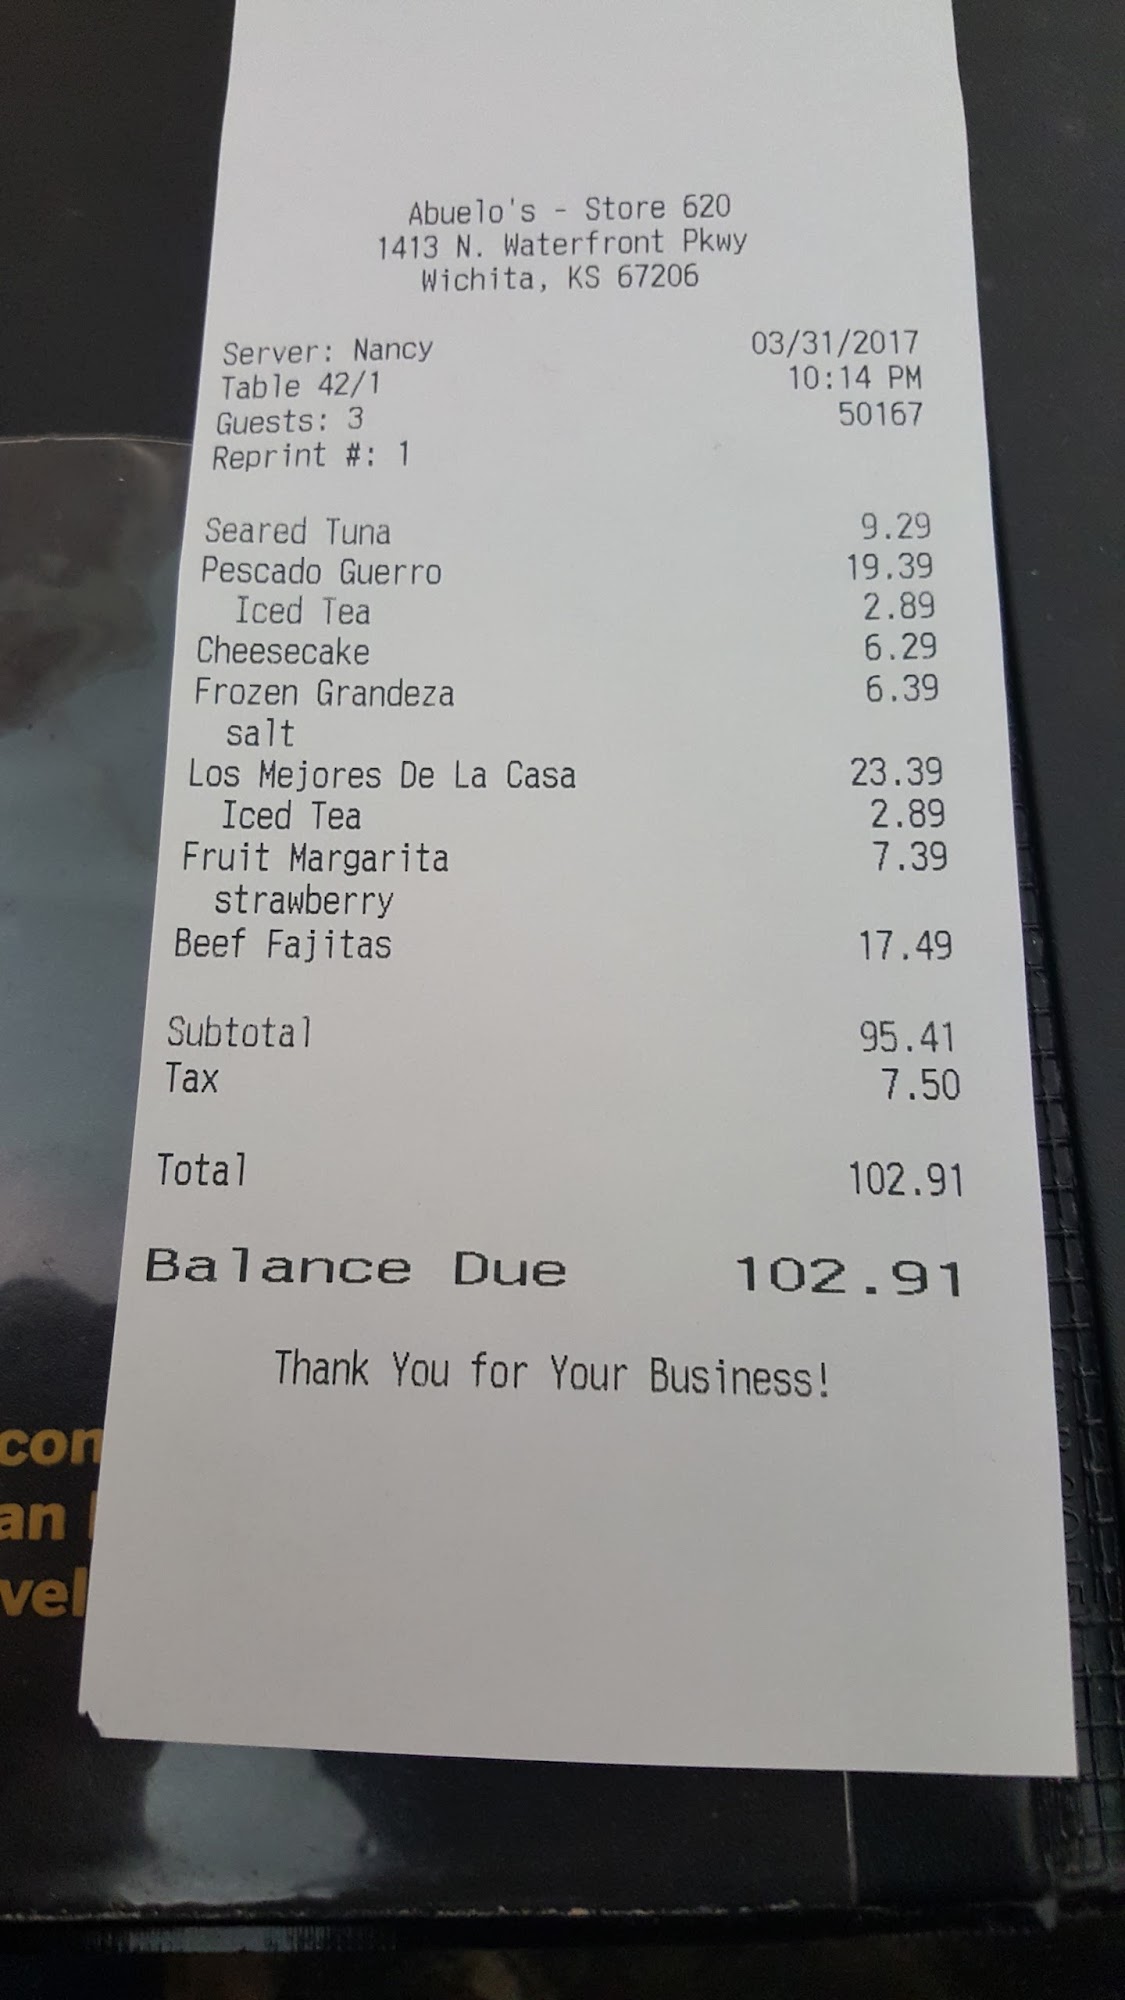 Abuelo's - Store 620
1413 N. Waterfront Pkwy
Wichita, KS 67206
Server: Nancy 03/31/2017
Table 42/1 10:14 PM
Guests: 3 50167
Reprint #: 1
Seared Tuna 9.29
Pescado Guerro 19.39
Iced Tea 2.89
Cheesecake 6.29
Frozen Grandeza 6.39
salt
Los Mejores De La Casa 23.39
Iced Tea 2.89
Fruit Margarita 7.39
strawberry
Beef Fajitas 17.49
Subtotal 95.41
Tax 7.50
Total 102.91
Balance Due 102.91
Thank You for Your Business!
con
an
vel